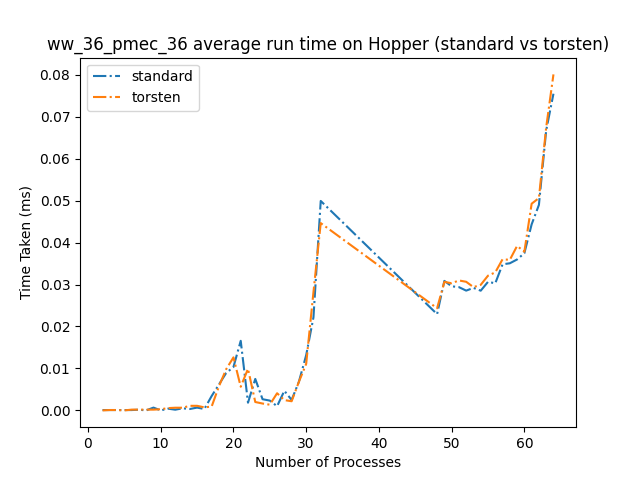 ww_36_pmec_36 average run time on Hopper (standard vs torsten)
standard
torsten
0.08
0.07
0.06
0.05
0.04
0.03
0.02
0.01
0.00
Time Taken (ms)
0 10 20 30 40 50 60
Number of Processes